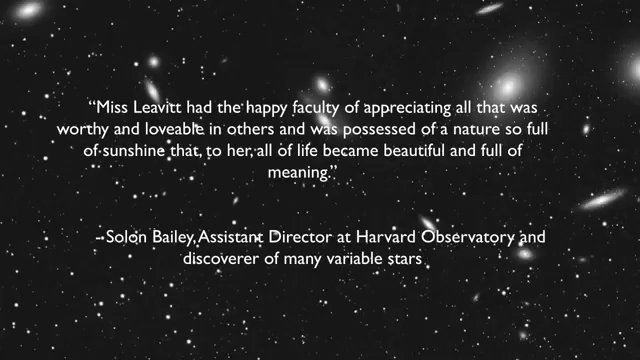 “Miss Leavitt had the happy faculty of appreciating all that was
worthy and loveable in others and was possessed of a nature so full
of sunshine that, to her, all of life became beautiful and full of
meaning.”
--Solon Bailey, Assistant Director at Harvard Observatory and
discoverer of many variable stars